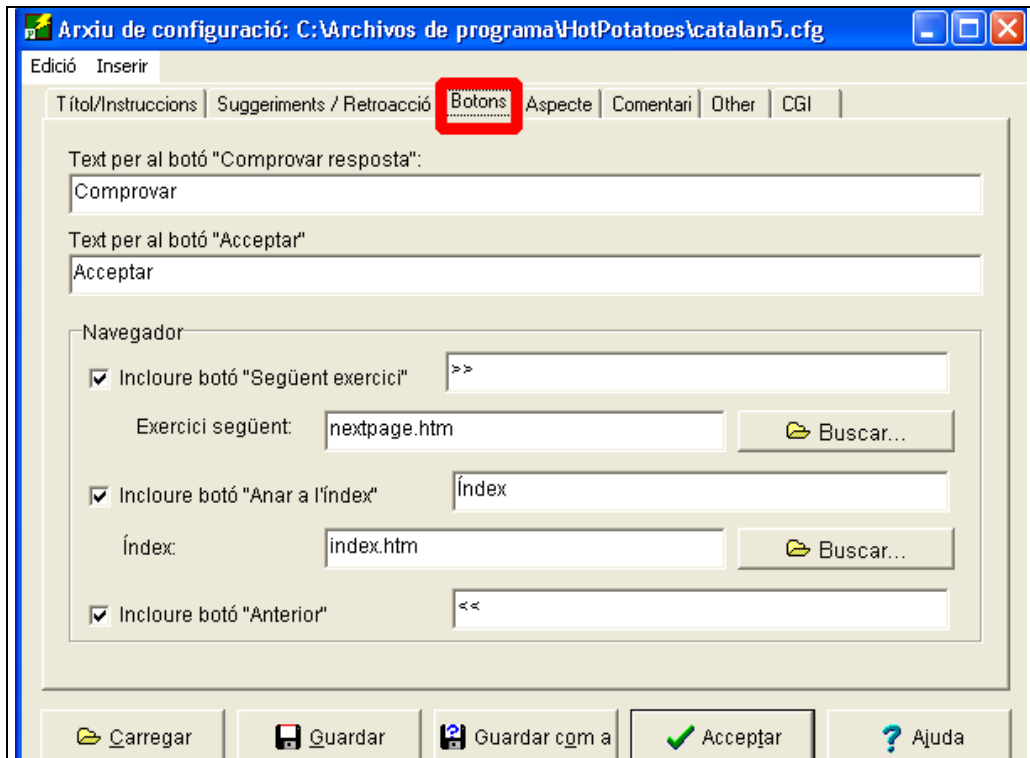 Arxiu de configuració: C:\Archivos de programa\HotPotatoes\catalan5.cfg
Edició Inserir
Títol/Instruccions Suggeriments / Retroacció Botons Aspecte Comentari Other CGI
Text per al botó "Comprovar resposta":
Comprovar
Text per al botó "Acceptar"
Acceptar
Navegador
Incloure botó "Següent exercici" >>
Exercici següent: nextpage.htm Buscar...
Incloure botó "Anar a l'índex" Índex
Índex: index.htm Buscar...
Incloure botó "Anterior" <<
Carregar Guardar Guardar com a Acceptar Ajuda